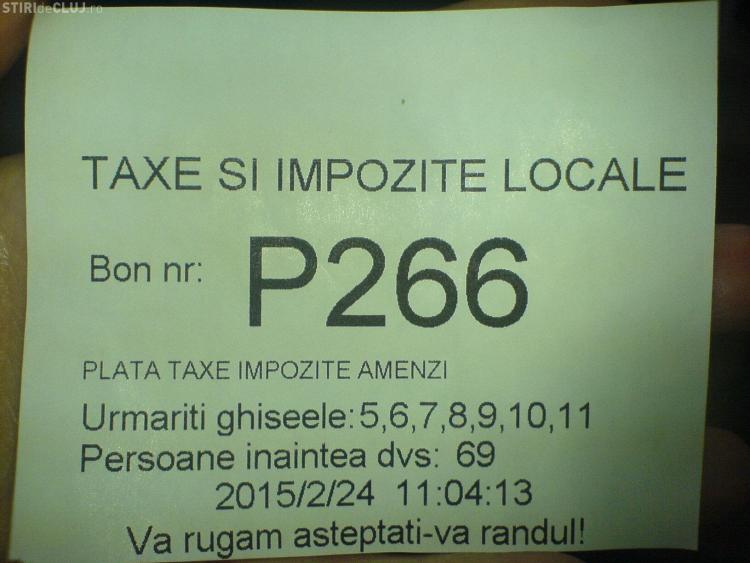 STIRIdeCLUJ.ro
TAXE SI IMPOZITE LOCALE
Bon nr: P266
PLATA TAXE IMPOZITE AMENZI
Urmariti ghiseele:5,6,7,8,9,10,11
Persoane inaintea dvs: 69
2015/2/24 11:04:13
Va rugam asteptati-va randul!